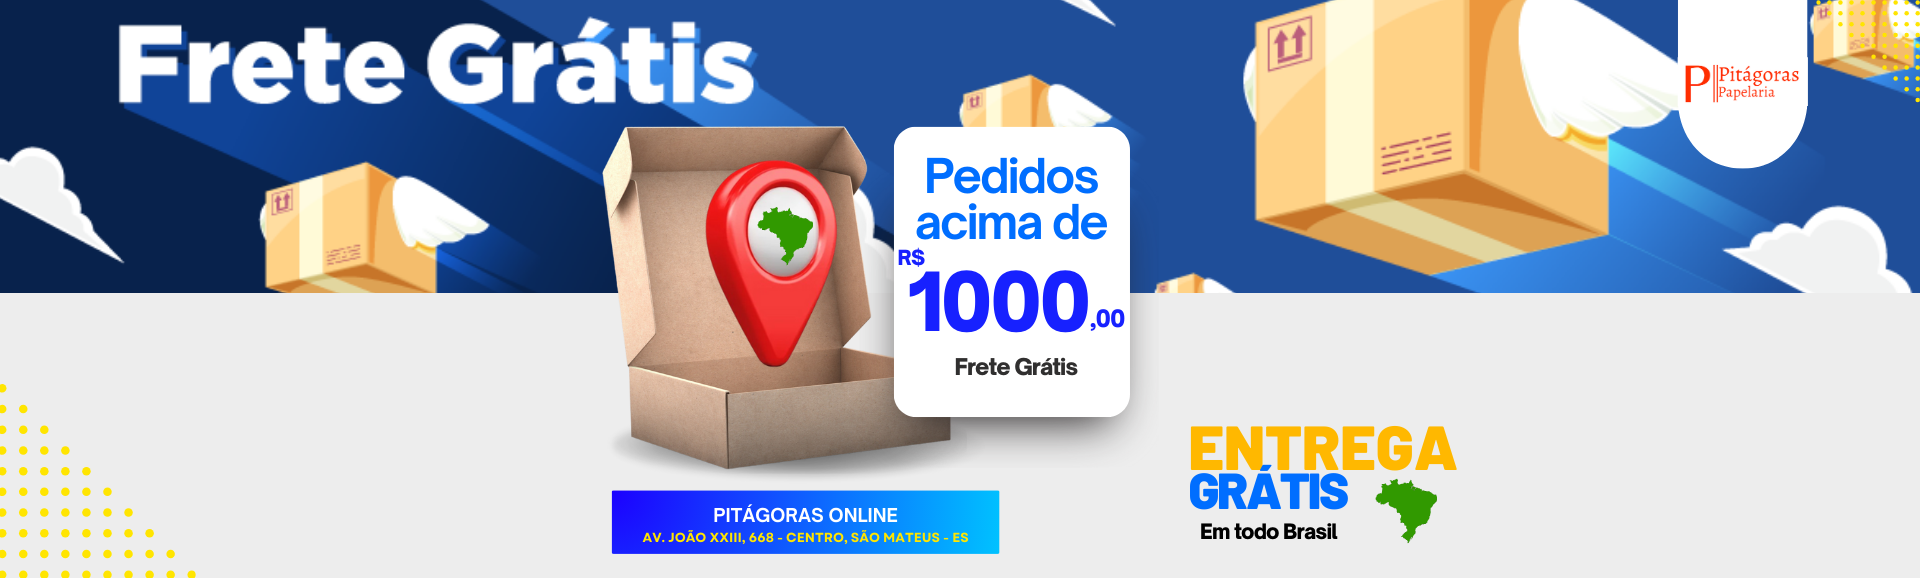 Frete Grátis
P
Pitágoras
Papelaria
Pedidos
acima de
R$
1000,00
Frete Grátis
ENTREGA
GRÁTIS
Em todo Brasil
PITÁGORAS ONLINE
AV. JOÃO XXIII, 668 - CENTRO, SÃO MATEUS - ES